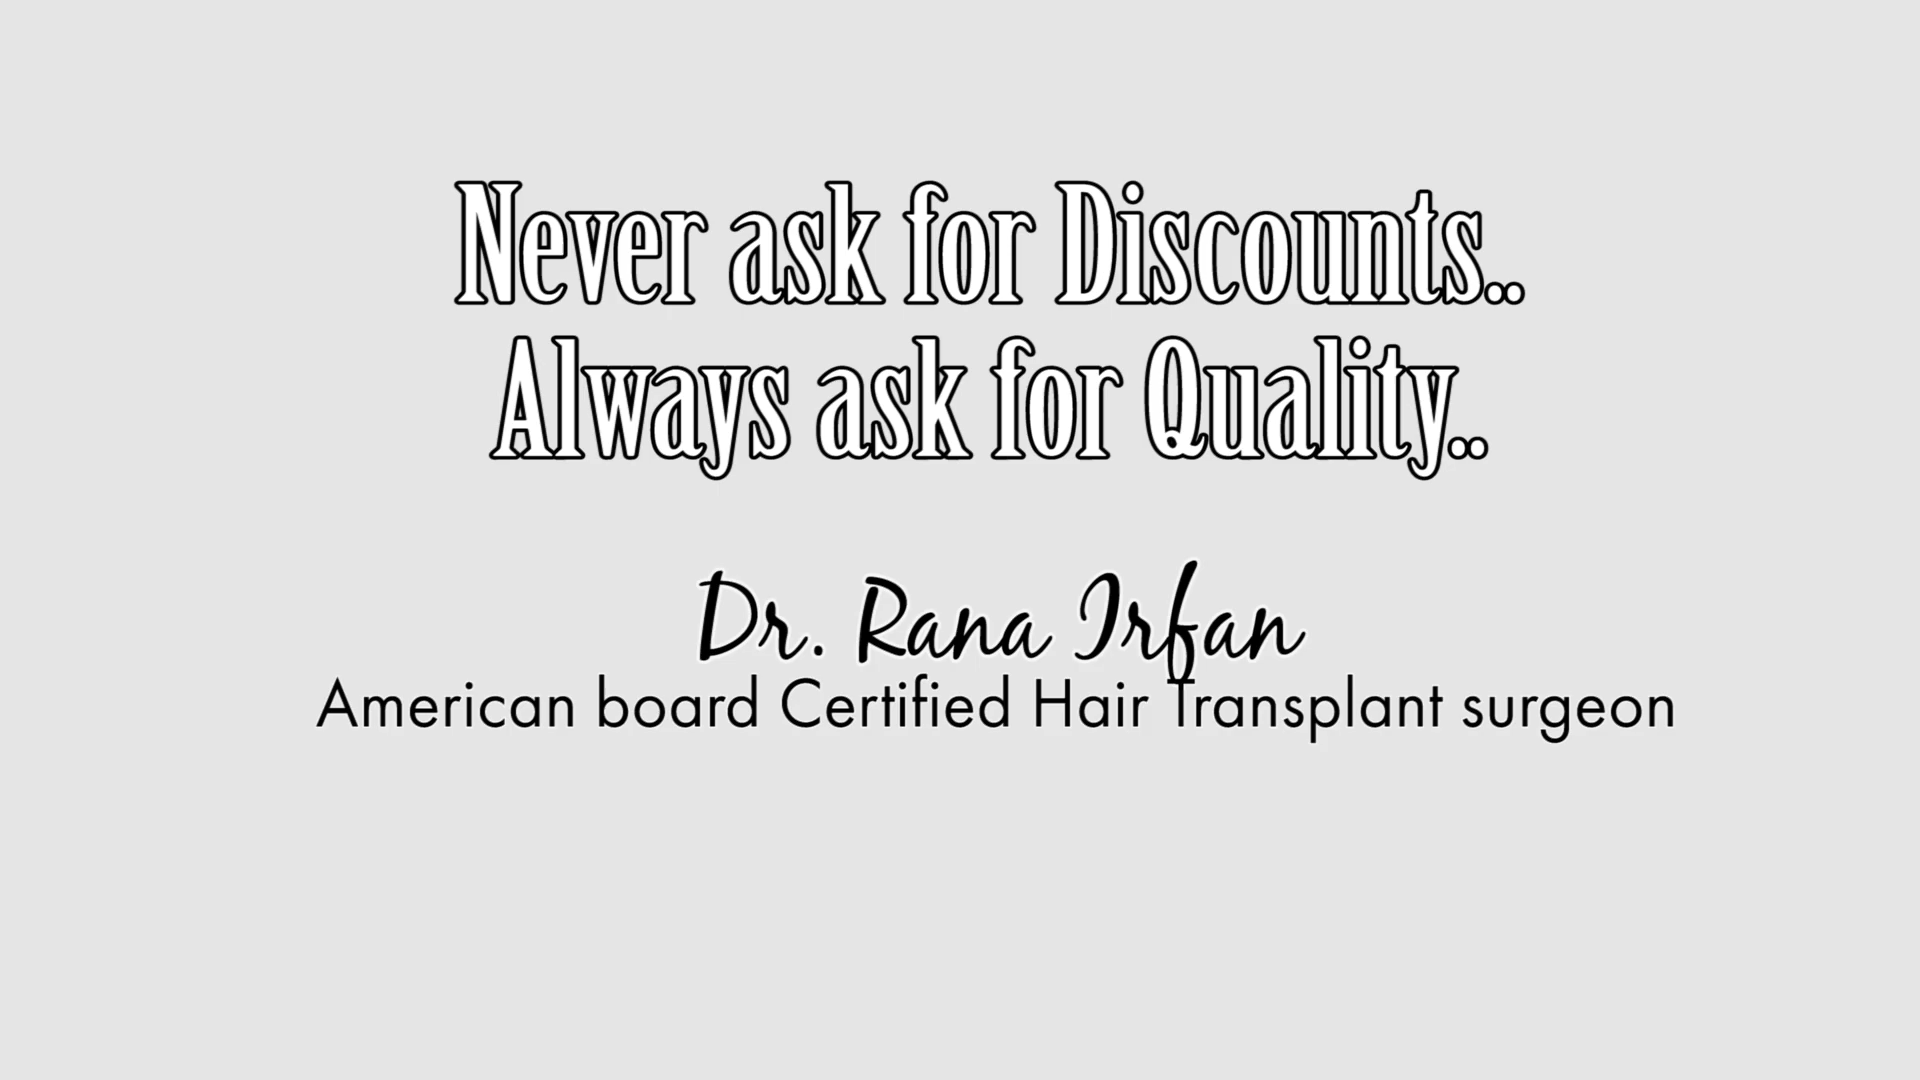 Never ask for Discounts..
Always ask for Quality..
Dr. Rana Irfan
American board Certified Hair Transplant surgeon